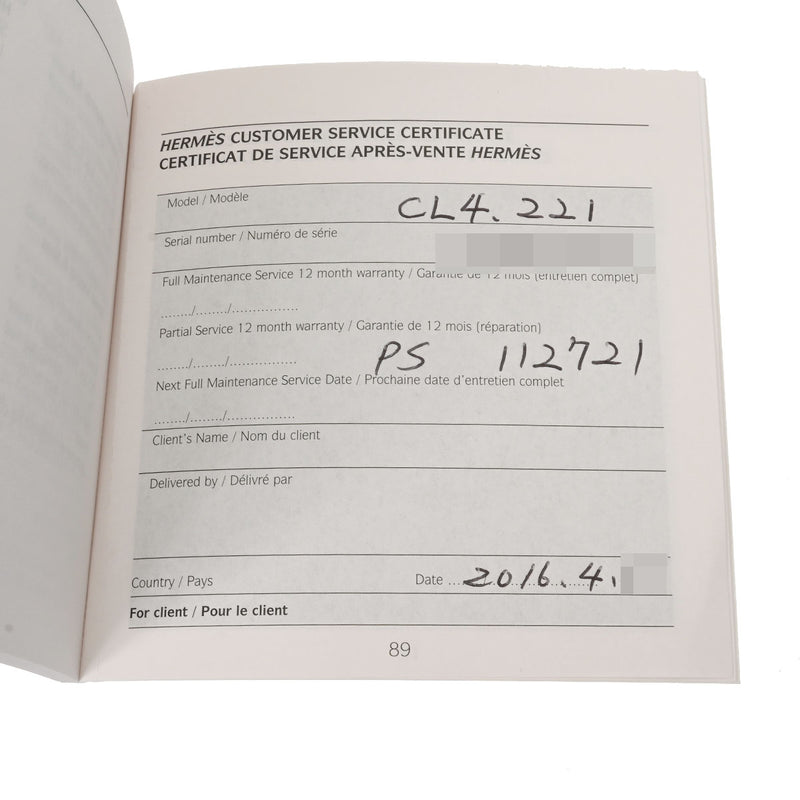 HERMÈS CUSTOMER SERVICE CERTIFICATE
CERTIFICAT DE SERVICE APRÈS-VENTE HERMÈS
Model / Modèle CL4.221
Serial number / Numéro de série
Full Maintenance Service 12 month warranty / Garantie de 12 mois (entretien complet)
......../......../................
Partial Service 12 month warranty / Garantie de 12 mois (réparation)
......../......../................ PS 112721
Next Full Maintenance Service Date / Prochaine date d'entretien complet
......../......../................
Client's Name / Nom du client
Delivered by / Délivré par
Country / Pays Date ... 2016.4.
For client / Pour le client
89